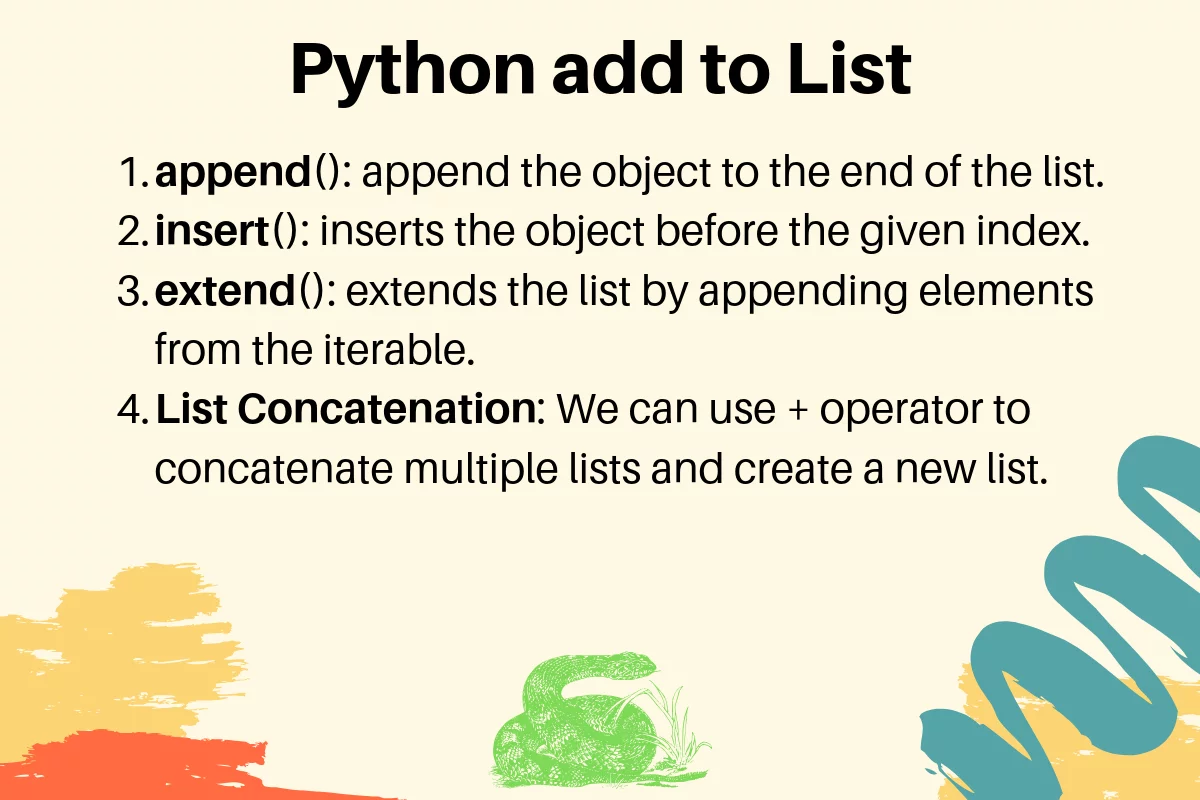 Python add to List
1. append(): append the object to the end of the list.
2. insert(): inserts the object before the given index.
3. extend(): extends the list by appending elements
from the iterable.
4. List Concatenation: We can use + operator to
concatenate multiple lists and create a new list.